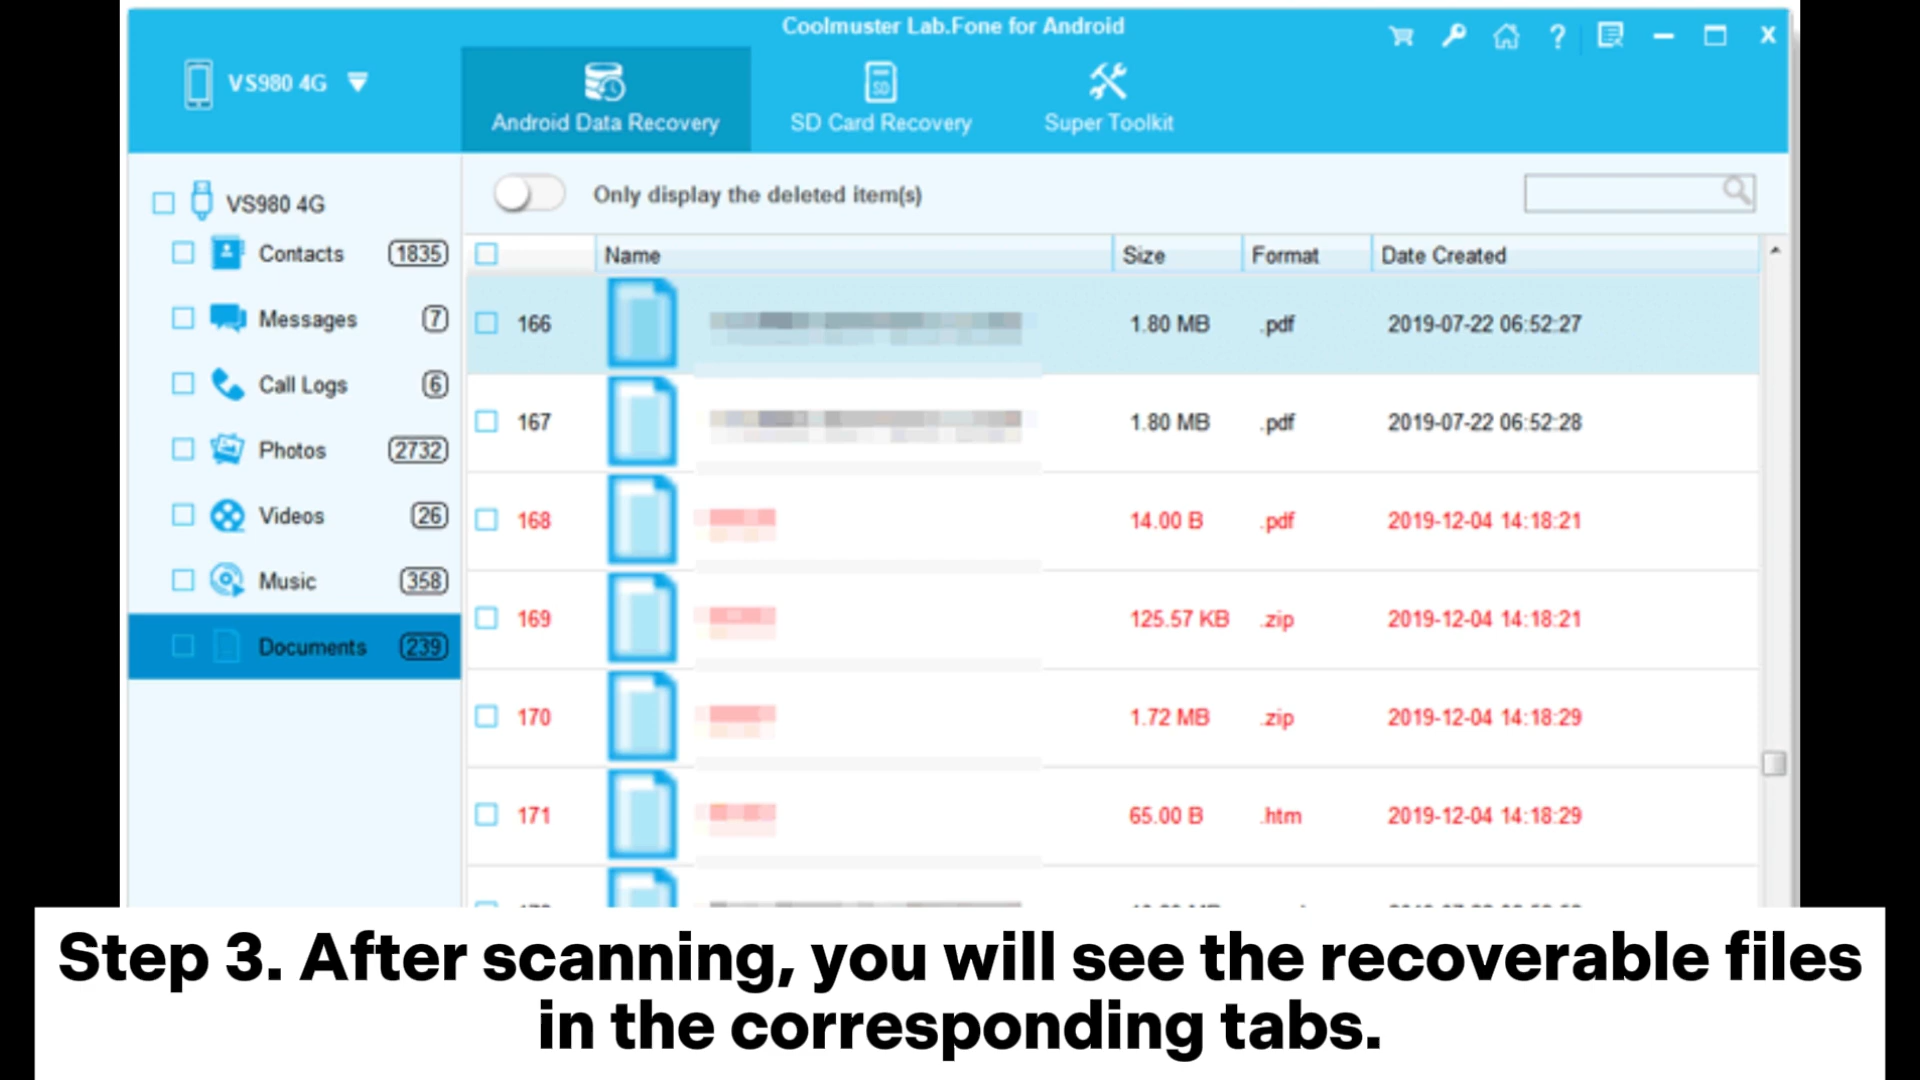 Coolmuster Lab.Fone for Android
VS980 4G
Android Data Recovery
SD
SD Card Recovery
Super Toolkit
?
X
VS980 4G
Only display the deleted item(s)
Contacts 1835
Messages 7
Call Logs 6
Photos 2732
Videos 26
Music 358
Documents 239
Name Size Format Date Created
166 1.80 MB .pdf 2019-07-22 06:52:27
167 1.80 MB .pdf 2019-07-22 06:52:28
168 14.00 B .pdf 2019-12-04 14:18:21
169 125.57 KB .zip 2019-12-04 14:18:21
170 1.72 MB .zip 2019-12-04 14:18:29
171 65.00 B .htm 2019-12-04 14:18:29
Step 3. After scanning, you will see the recoverable files
in the corresponding tabs.